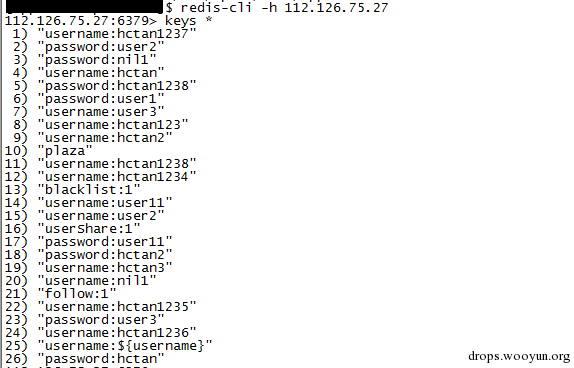 $ redis-cli -h 112.126.75.27
112.126.75.27:6379> keys *
1) "username:hctan1237"
2) "password:user2"
3) "password:nil1"
4) "username:hctan"
5) "password:hctan1238"
6) "password:user1"
7) "username:user3"
8) "username:hctan123"
9) "username:hctan2"
10) "plaza"
11) "username:hctan1238"
12) "username:hctan1234"
13) "blacklist:1"
14) "username:user11"
15) "username:user2"
16) "userShare:1"
17) "password:user11"
18) "password:hctan2"
19) "username:hctan3"
20) "username:nil1"
21) "follow:1"
22) "username:hctan1235"
23) "password:user3"
24) "username:hctan1236"
25) "username:${username}"
26) "password:hctan"
drops.wooyun.org